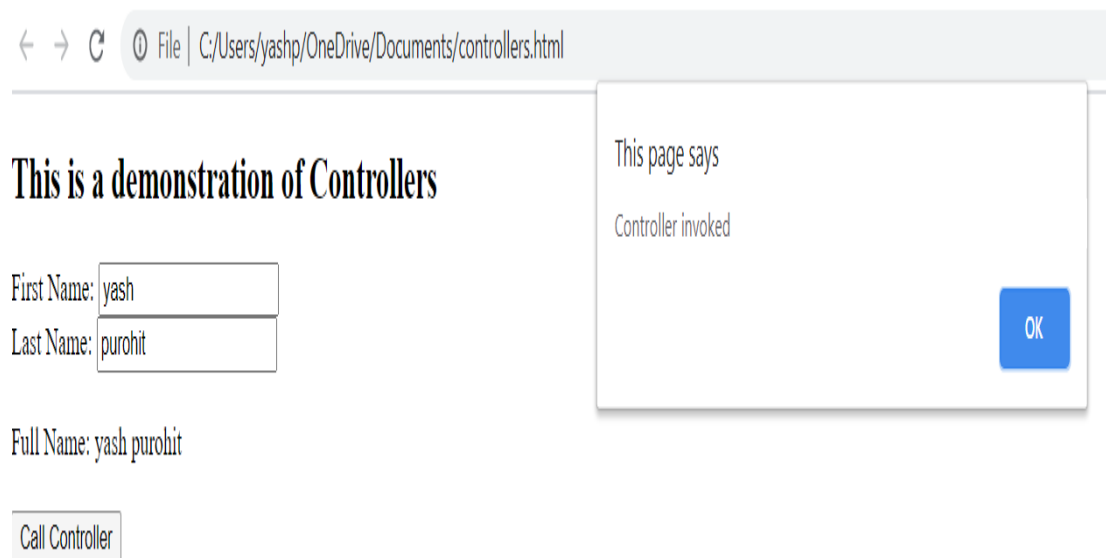 File | C:/Users/yashp/OneDrive/Documents/controllers.html
This page says
Controller invoked
OK
This is a demonstration of Controllers
First Name: yash
Last Name: purohit
Full Name: yash purohit
Call Controller